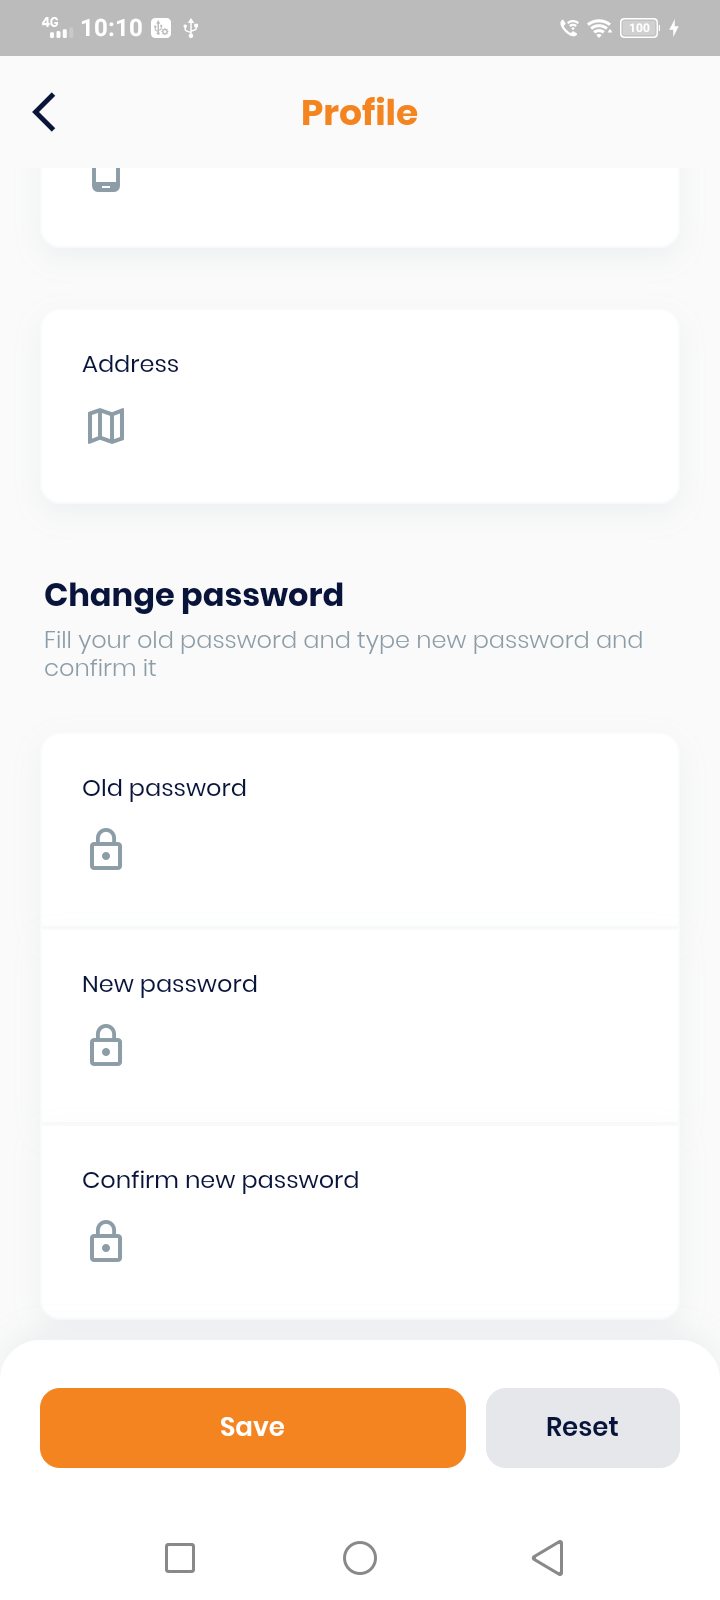 4G 10:10 100
Profile
Address
Change password
Fill your old password and type new password and
confirm it
Old password
New password
Confirm new password
Save Reset